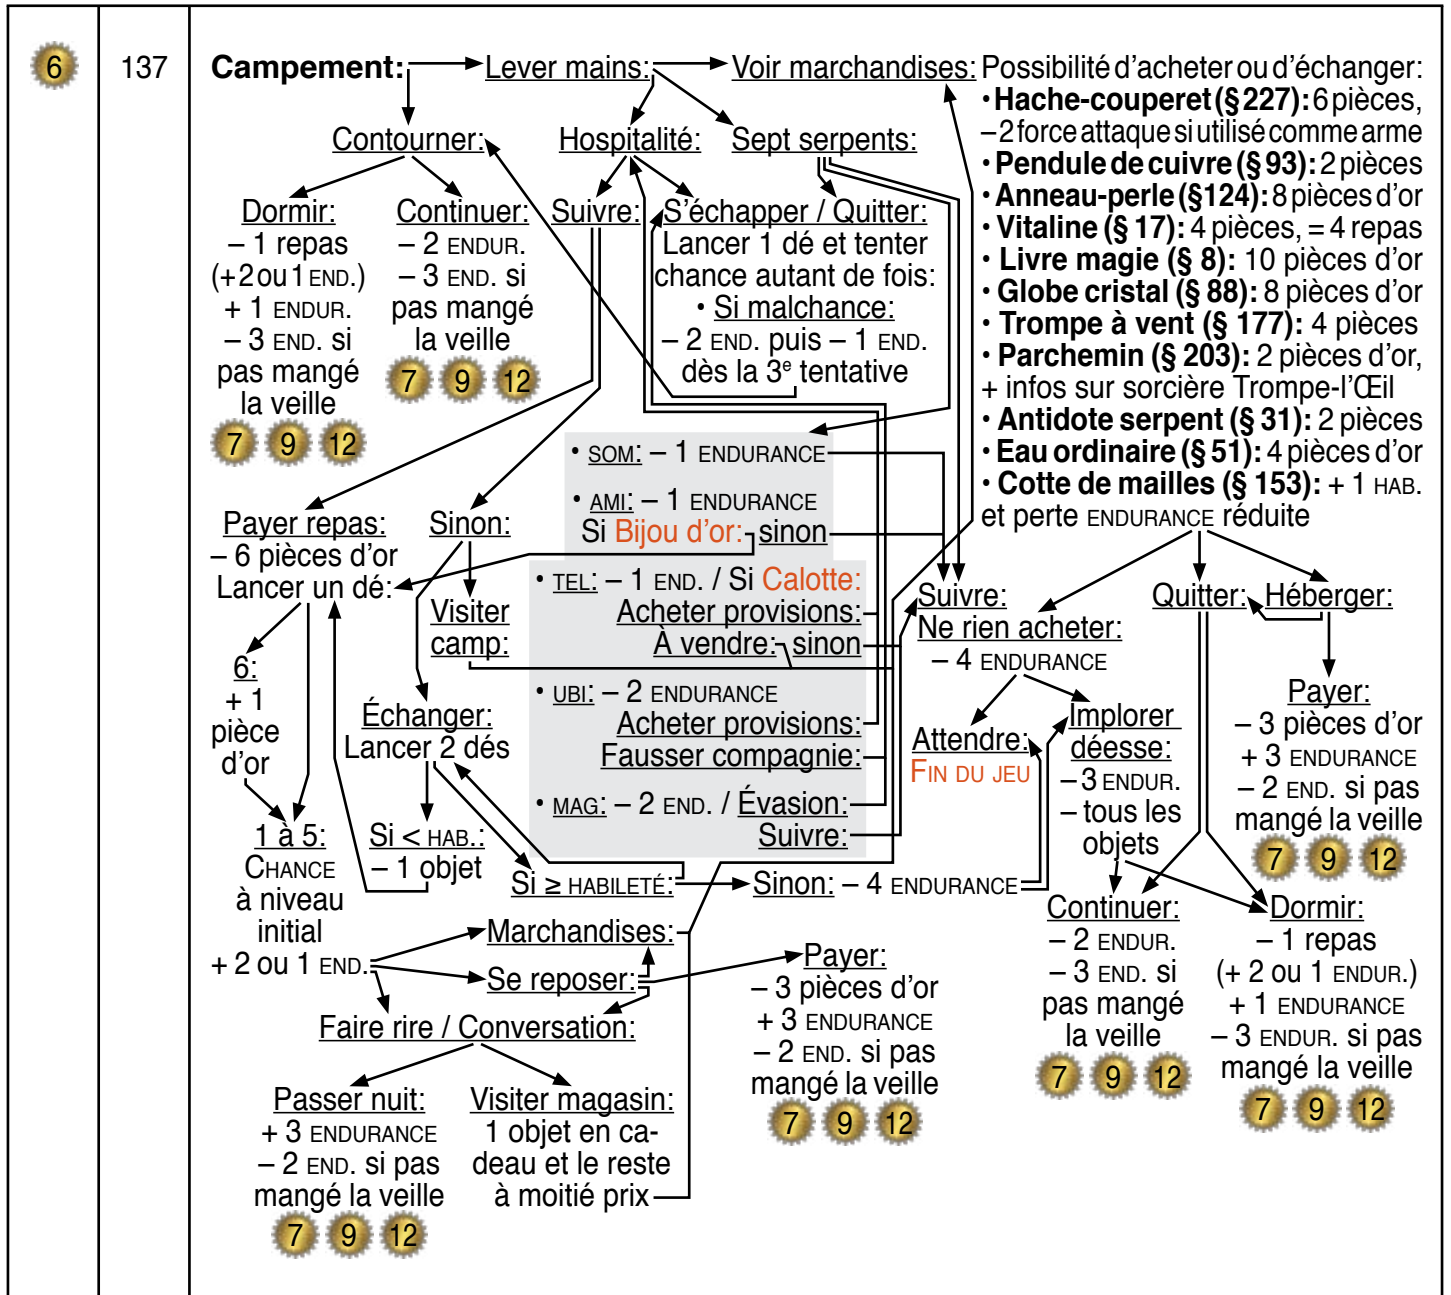 6
137
Campement:
Lever mains:
Voir marchandises:
Possibilité d'acheter ou d'échanger:
• Hache-couperet (§ 227): 6 pièces,
– 2 force attaque si utilisé comme arme
• Pendule de cuivre (§ 93): 2 pièces
• Anneau-perle (§124): 8 pièces d'or
• Vitaline (§ 17): 4 pièces, = 4 repas
• Livre magie (§ 8): 10 pièces d'or
• Globe cristal (§ 88): 8 pièces d'or
• Trompe à vent (§ 177): 4 pièces
• Parchemin (§ 203): 2 pièces d'or,
+ infos sur sorcière Trompe-l'Œil
• Antidote serpent (§ 31): 2 pièces
• Eau ordinaire (§ 51): 4 pièces d'or
• Cotte de mailles (§ 153): + 1 HAB.
et perte ENDURANCE réduite
Contourner:
Hospitalité:
Sept serpents:
Dormir:
– 1 repas
(+ 2 ou 1 END.)
+ 1 ENDUR.
– 3 END. si
pas mangé
la veille
7 9 12
Continuer:
– 2 ENDUR.
– 3 END. si
pas mangé
la veille
7 9 12
Suivre:
S'échapper / Quitter:
Lancer 1 dé et tenter
chance autant de fois:
• Si malchance:
– 2 END. puis – 1 END.
dès la 3e tentative
• SOM: – 1 ENDURANCE
• AMI: – 1 ENDURANCE
Si Bijou d'or: sinon
• TEL: – 1 END. / Si Calotte:
Acheter provisions:
À vendre: sinon
• UBI: – 2 ENDURANCE
Acheter provisions:
Fausser compagnie:
• MAG: – 2 END. / Évasion:
Suivre:
Payer repas:
– 6 pièces d'or
Lancer un dé:
Sinon:
Visiter
camp:
6:
+ 1
pièce
d'or
Échanger:
Lancer 2 dés
1 à 5:
CHANCE
à niveau
initial
+ 2 ou 1 END.
Si < HAB.:
– 1 objet
Si ≥ HABILETÉ:
Sinon: – 4 ENDURANCE
Suivre:
Ne rien acheter:
– 4 ENDURANCE
Attendre:
FIN DU JEU
Implorer
déesse:
– 3 ENDUR.
– tous les
objets
Quitter:
Héberger:
Payer:
– 3 pièces d'or
+ 3 ENDURANCE
– 2 END. si pas
mangé la veille
7 9 12
Continuer:
– 2 ENDUR.
– 3 END. si
pas mangé
la veille
7 9 12
Dormir:
– 1 repas
(+ 2 ou 1 ENDUR.)
+ 1 ENDURANCE
– 3 ENDUR. si pas
mangé la veille
7 9 12
Marchandises:
Se reposer:
Faire rire / Conversation:
Payer:
– 3 pièces d'or
+ 3 ENDURANCE
– 2 END. si pas
mangé la veille
7 9 12
Passer nuit:
+ 3 ENDURANCE
– 2 END. si pas
mangé la veille
7 9 12
Visiter magasin:
1 objet en ca-
deau et le reste
à moitié prix